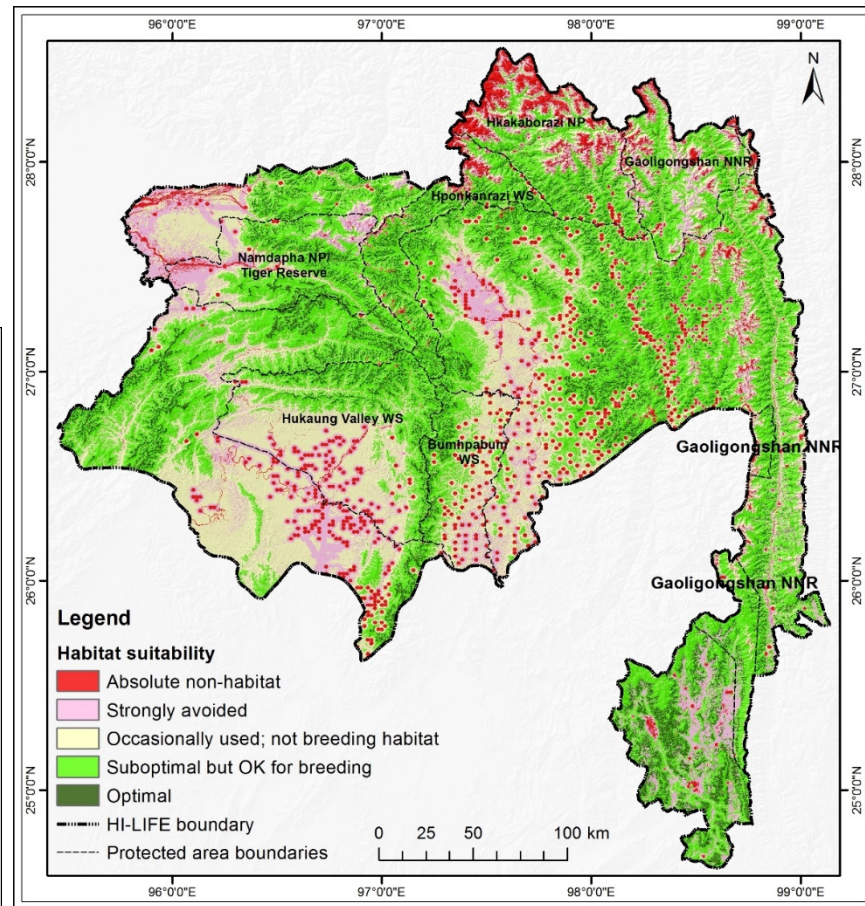 96°0'0"E 97°0'0"E 98°0'0"E 99°0'0"E
N
Hkakaborazi NP
28°0'0"N 28°0'0"N
Gaoligongshan NNR
Hponkanrazi WS
Namdapha NP/
Tiger Reserve
27°0'0"N 27°0'0"N
Hukaung Valley WS
Bumhpabum
WS
Gaoligongshan NNR
26°0'0"N 26°0'0"N
Gaoligongshan NNR
Legend
Habitat suitability
Absolute non-habitat
Strongly avoided
Occasionally used; not breeding habitat
Suboptimal but OK for breeding
Optimal
HI-LIFE boundary
Protected area boundaries
25°0'0"N 25°0'0"N
0 25 50 100 km
96°0'0"E 97°0'0"E 98°0'0"E 99°0'0"E